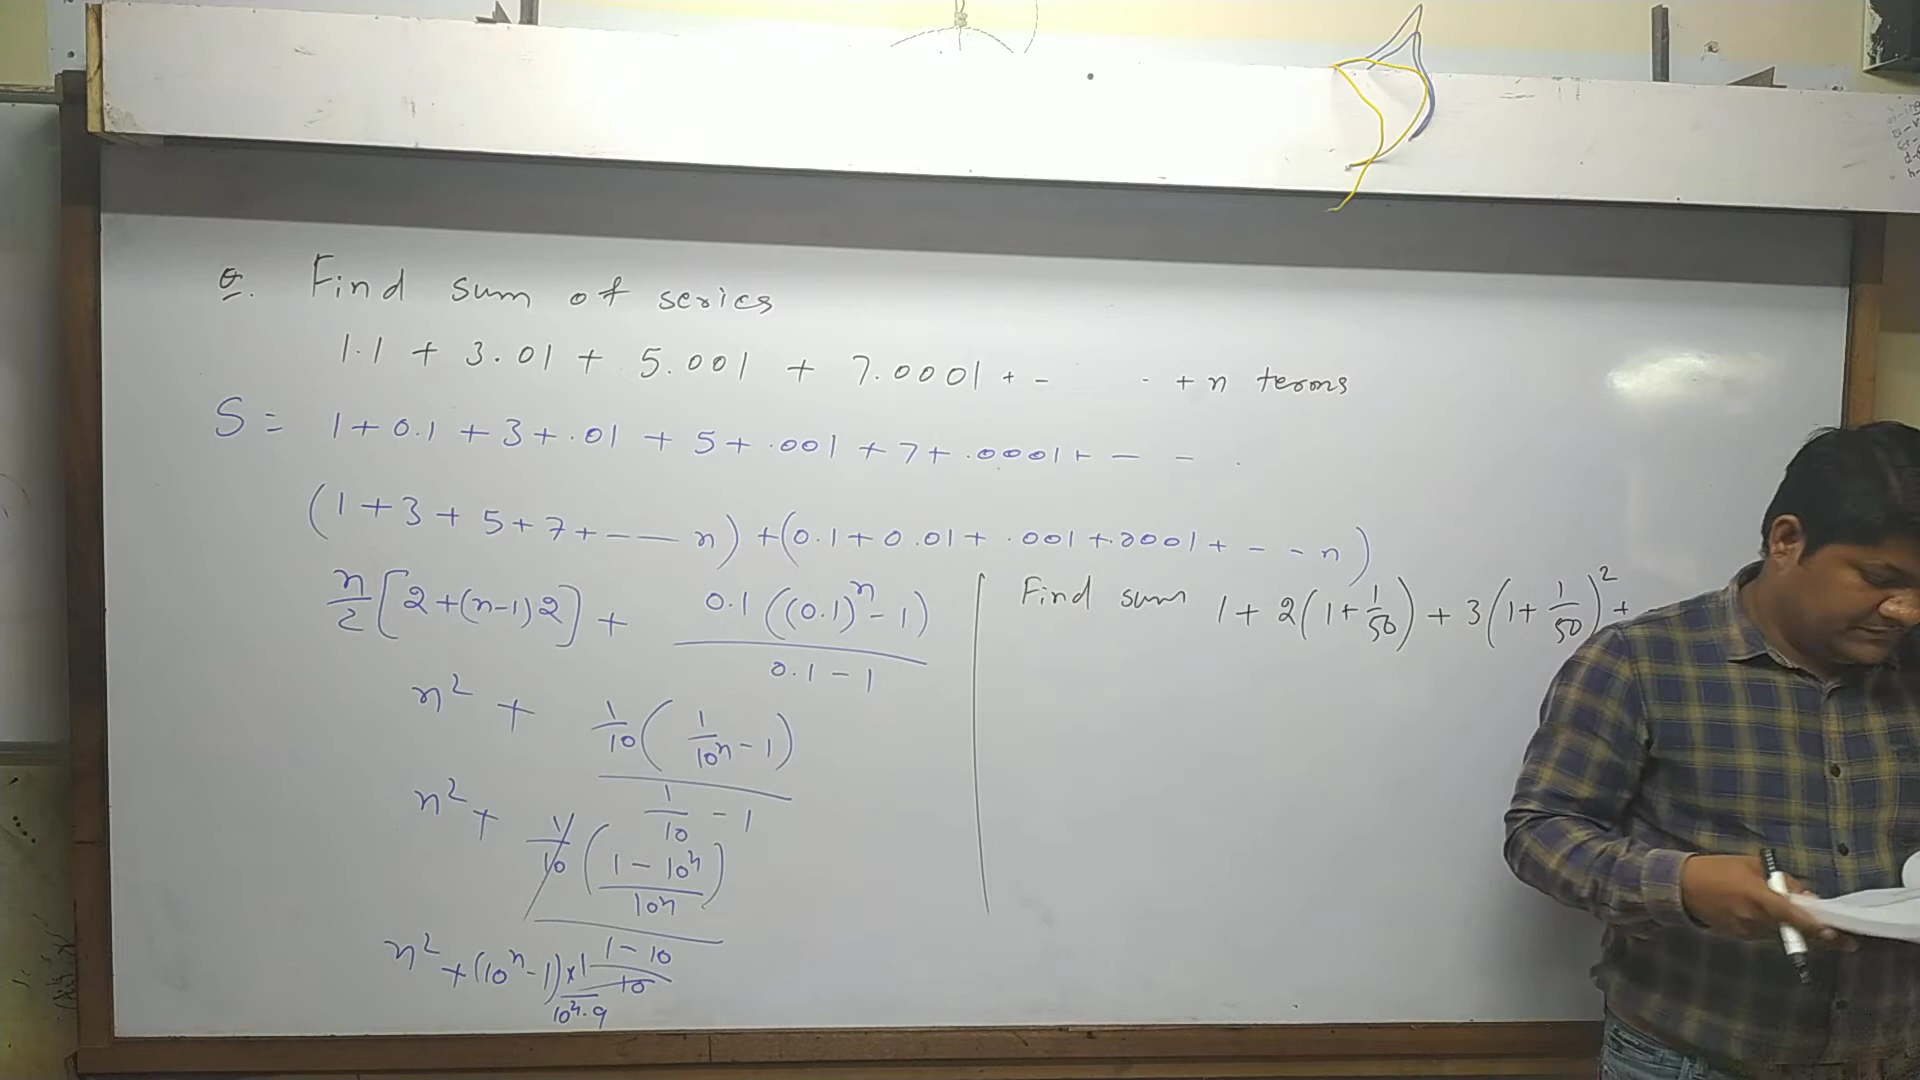 Q. Find sum of series
1.1 + 3.01 + 5.001 + 7.0001 + - - + n terms
S = 1 + 0.1 + 3 + .01 + 5 + .001 + 7 + .0001 + - - .
(1 + 3 + 5 + 7 + - - n) + (0.1 + 0.01 + .001 + .0001 + - - n)
n/2 [2 + (n-1)2] + 0.1((0.1)^n - 1) / 0.1 - 1
n² + 1/10 (1/10^n - 1) / 1/10 - 1
n² + 1/10 ((1 - 10^n)/10^n) / 1 - 10/10
n² + (10^n - 1) × 1/10^n . 9
Find sum 1 + 2(1 + 1/50) + 3(1 + 1/50)² +